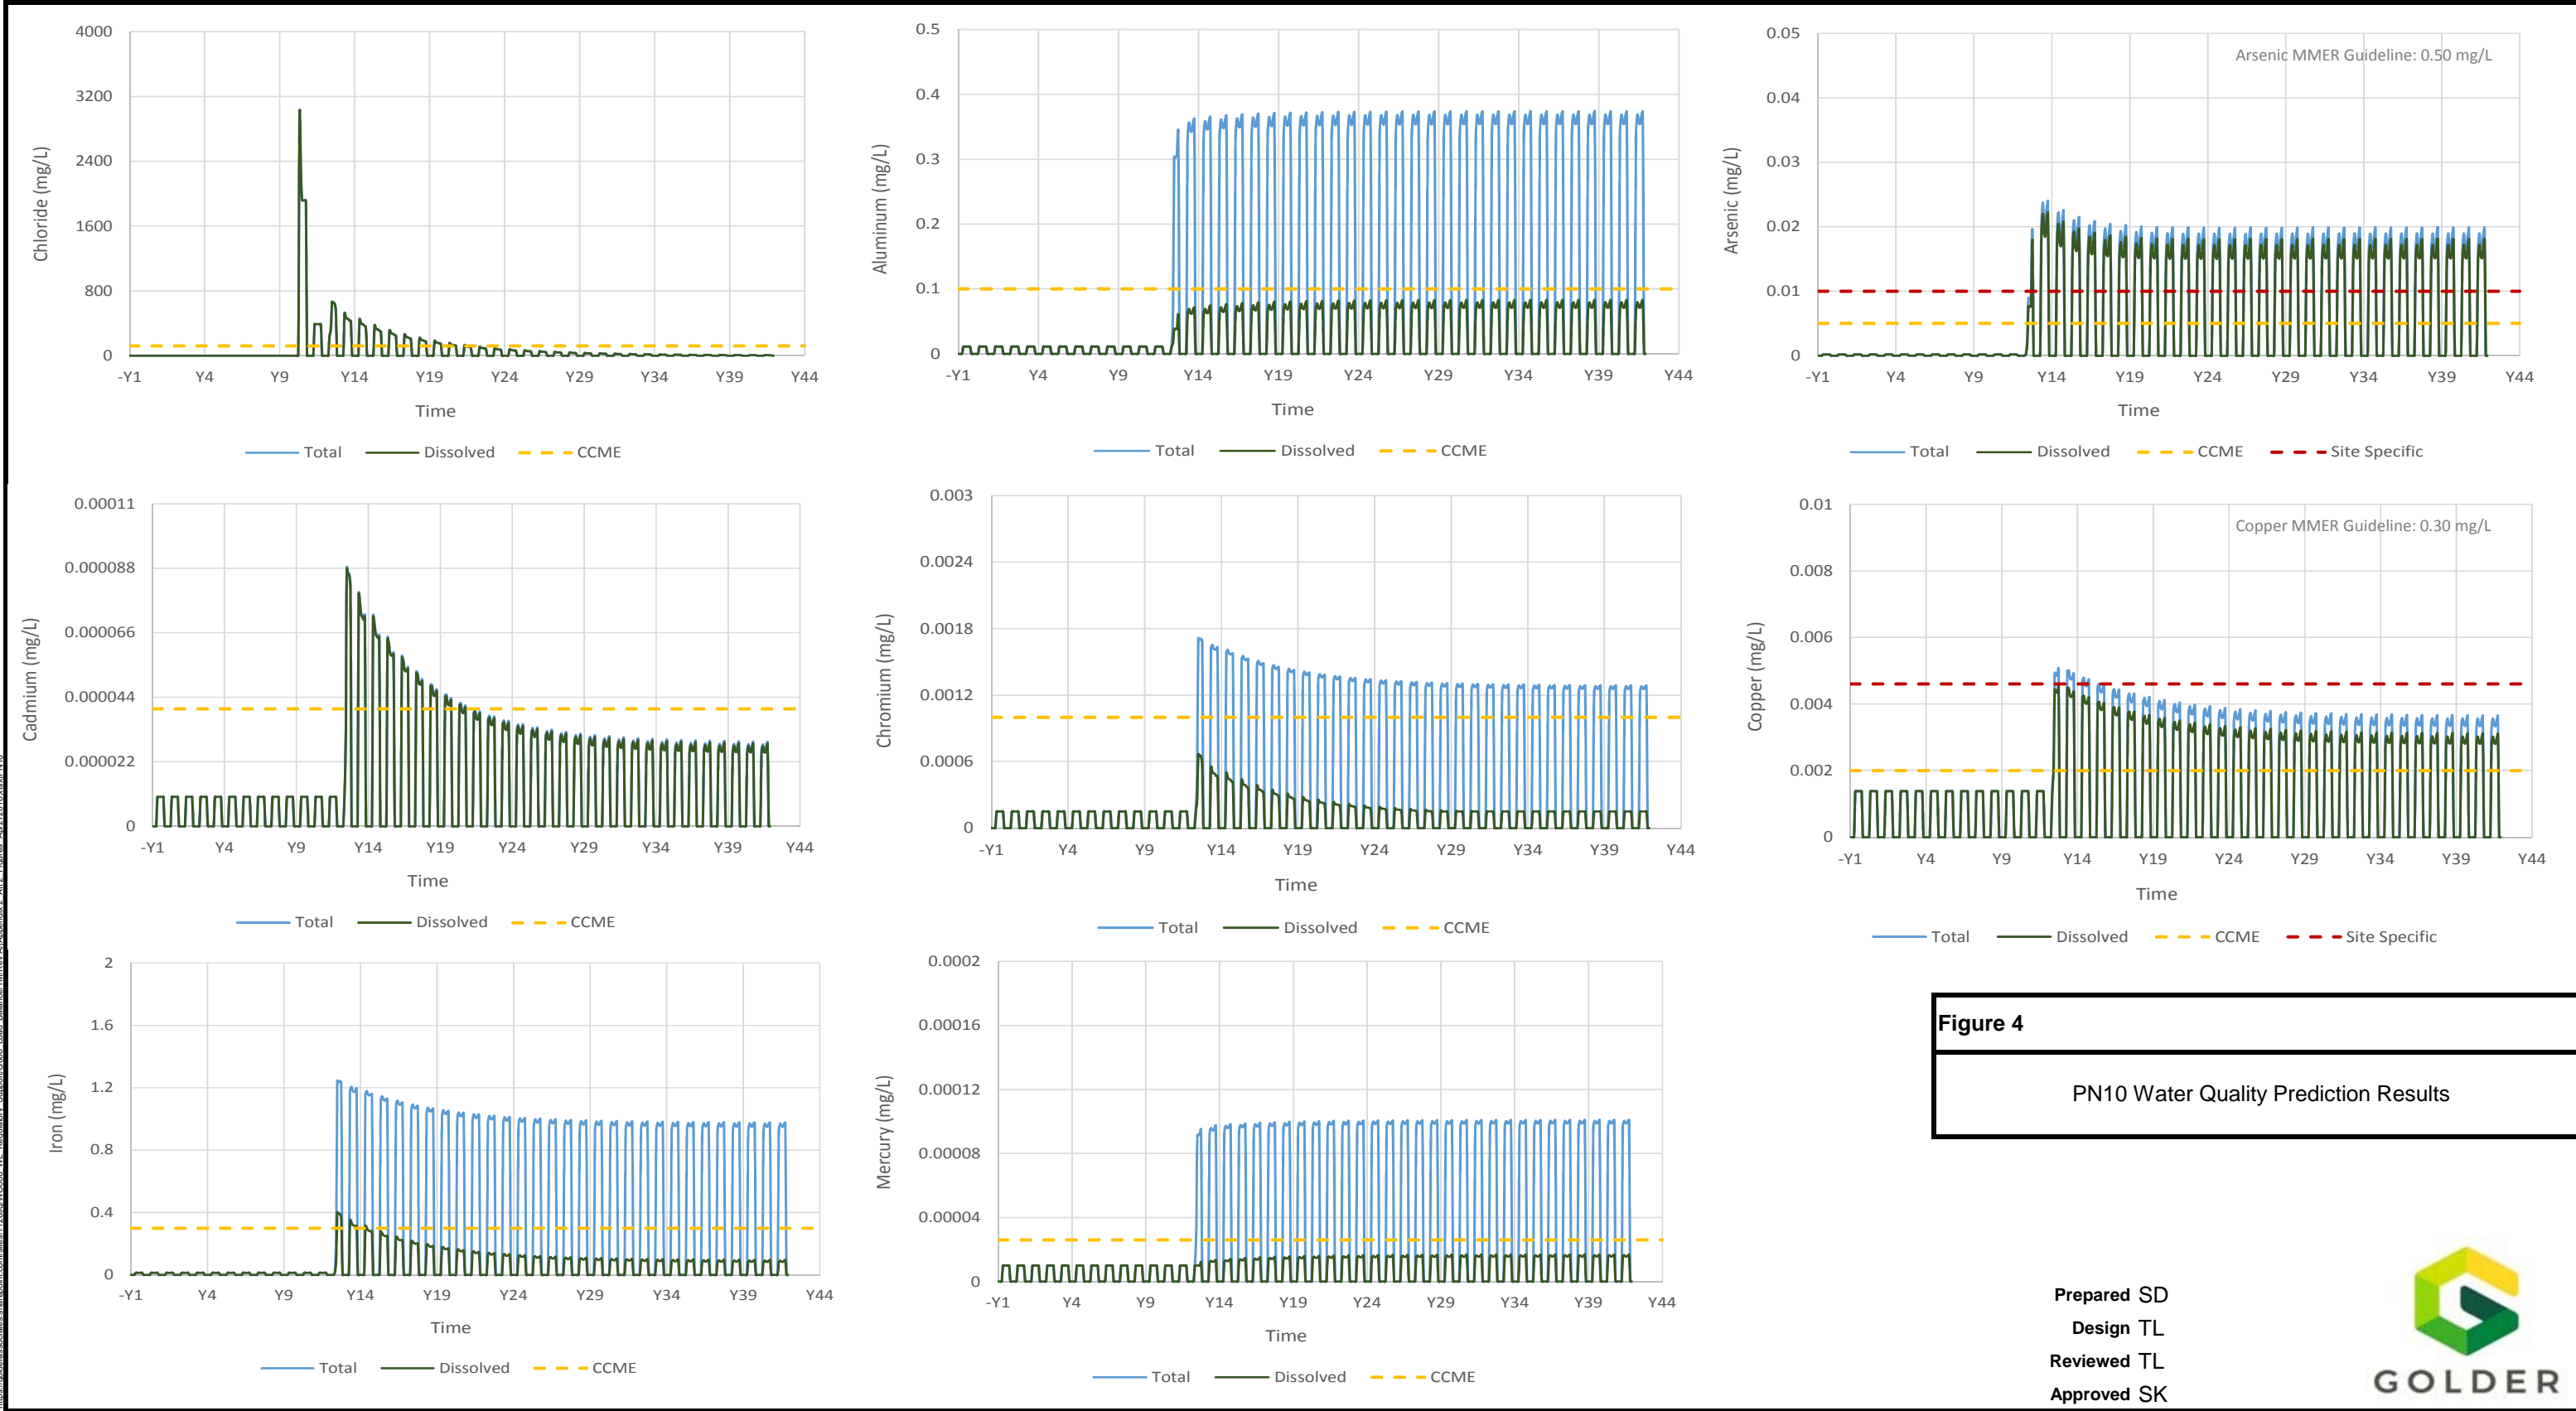 4000
3200
2400
1600
800
0
Chloride (mg/L)
-Y1 Y4 Y9 Y14 Y19 Y24 Y29 Y34 Y39 Y44
Time
Total Dissolved CCME
0.5
0.4
0.3
0.2
0.1
0
Aluminum (mg/L)
-Y1 Y4 Y9 Y14 Y19 Y24 Y29 Y34 Y39 Y44
Time
Total Dissolved CCME
Arsenic MMER Guideline: 0.50 mg/L
0.05
0.04
0.03
0.02
0.01
0
Arsenic (mg/L)
-Y1 Y4 Y9 Y14 Y19 Y24 Y29 Y34 Y39 Y44
Time
Total Dissolved CCME Site Specific
0.00011
0.000088
0.000066
0.000044
0.000022
0
Cadmium (mg/L)
-Y1 Y4 Y9 Y14 Y19 Y24 Y29 Y34 Y39 Y44
Time
Total Dissolved CCME
0.003
0.0024
0.0018
0.0012
0.0006
0
Chromium (mg/L)
-Y1 Y4 Y9 Y14 Y19 Y24 Y29 Y34 Y39 Y44
Time
Total Dissolved CCME
Copper MMER Guideline: 0.30 mg/L
0.01
0.008
0.006
0.004
0.002
0
Copper (mg/L)
-Y1 Y4 Y9 Y14 Y19 Y24 Y29 Y34 Y39 Y44
Time
Total Dissolved CCME Site Specific
2
1.6
1.2
0.8
0.4
0
Iron (mg/L)
-Y1 Y4 Y9 Y14 Y19 Y24 Y29 Y34 Y39 Y44
Time
Total Dissolved CCME
0.0002
0.00016
0.00012
0.00008
0.00004
0
Mercury (mg/L)
-Y1 Y4 Y9 Y14 Y19 Y24 Y29 Y34 Y39 Y44
Time
Total Dissolved CCME
Figure 4
PN10 Water Quality Prediction Results
Prepared SD
Design TL
Reviewed TL
Approved SK
GOLDER